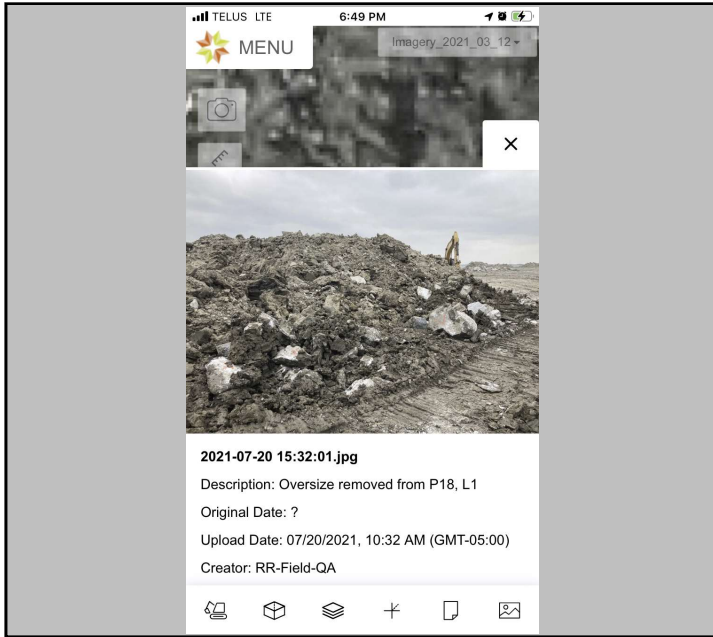 TELUS LTE 6:49 PM
MENU
Imagery_2021_03_12
2021-07-20 15:32:01.jpg
Description: Oversize removed from P18, L1
Original Date: ?
Upload Date: 07/20/2021, 10:32 AM (GMT-05:00)
Creator: RR-Field-QA